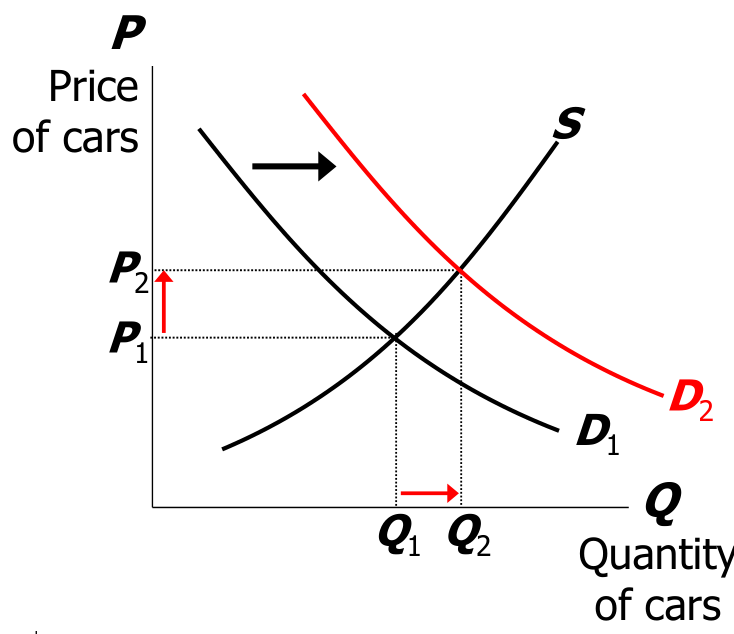 P
Price
of cars
S
P2
P1
D2
D1
Q1
Q2
Q
Quantity
of cars